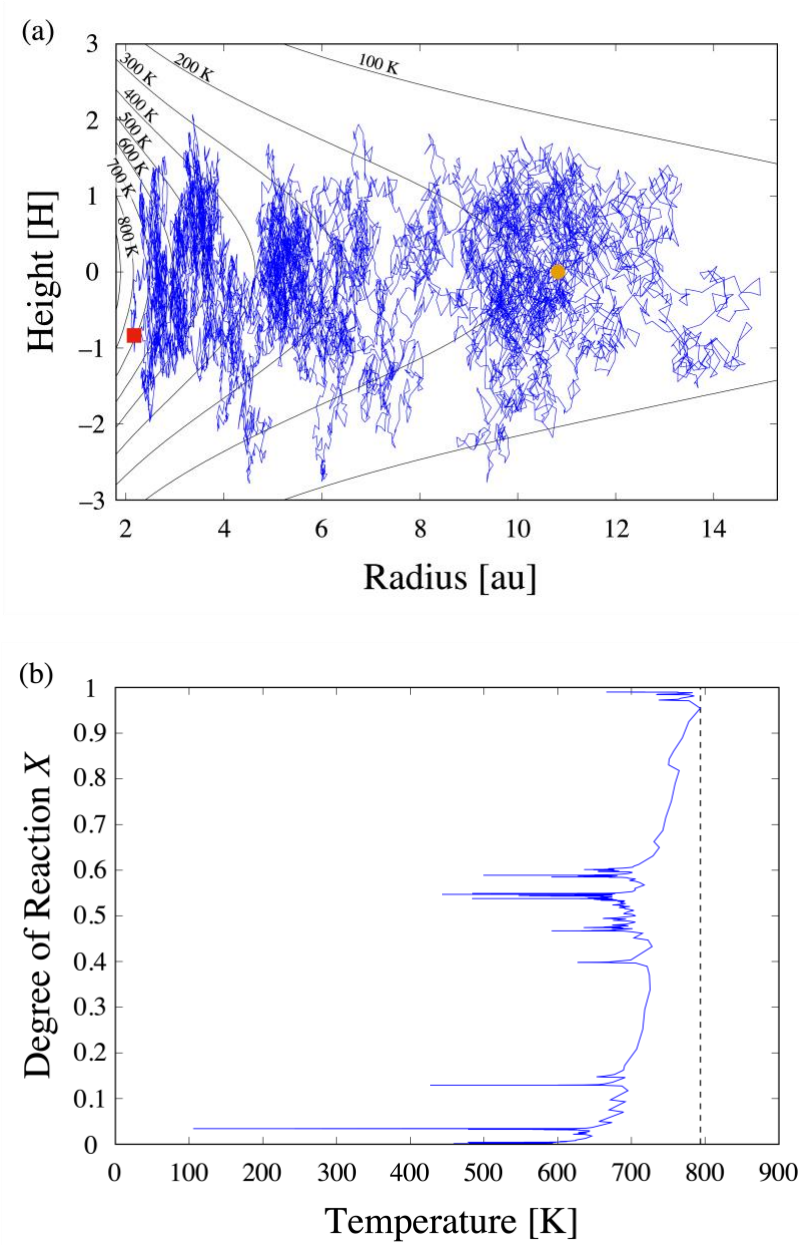 (a)
3
2
1
0
−1
−2
−3
Height [H]
300 K
200 K
100 K
400 K
500 K
600 K
700 K
800 K
2 4 6 8 10 12 14
Radius [au]
(b)
1
0.9
0.8
0.7
0.6
0.5
0.4
0.3
0.2
0.1
0
Degree of Reaction X
0 100 200 300 400 500 600 700 800 900
Temperature [K]